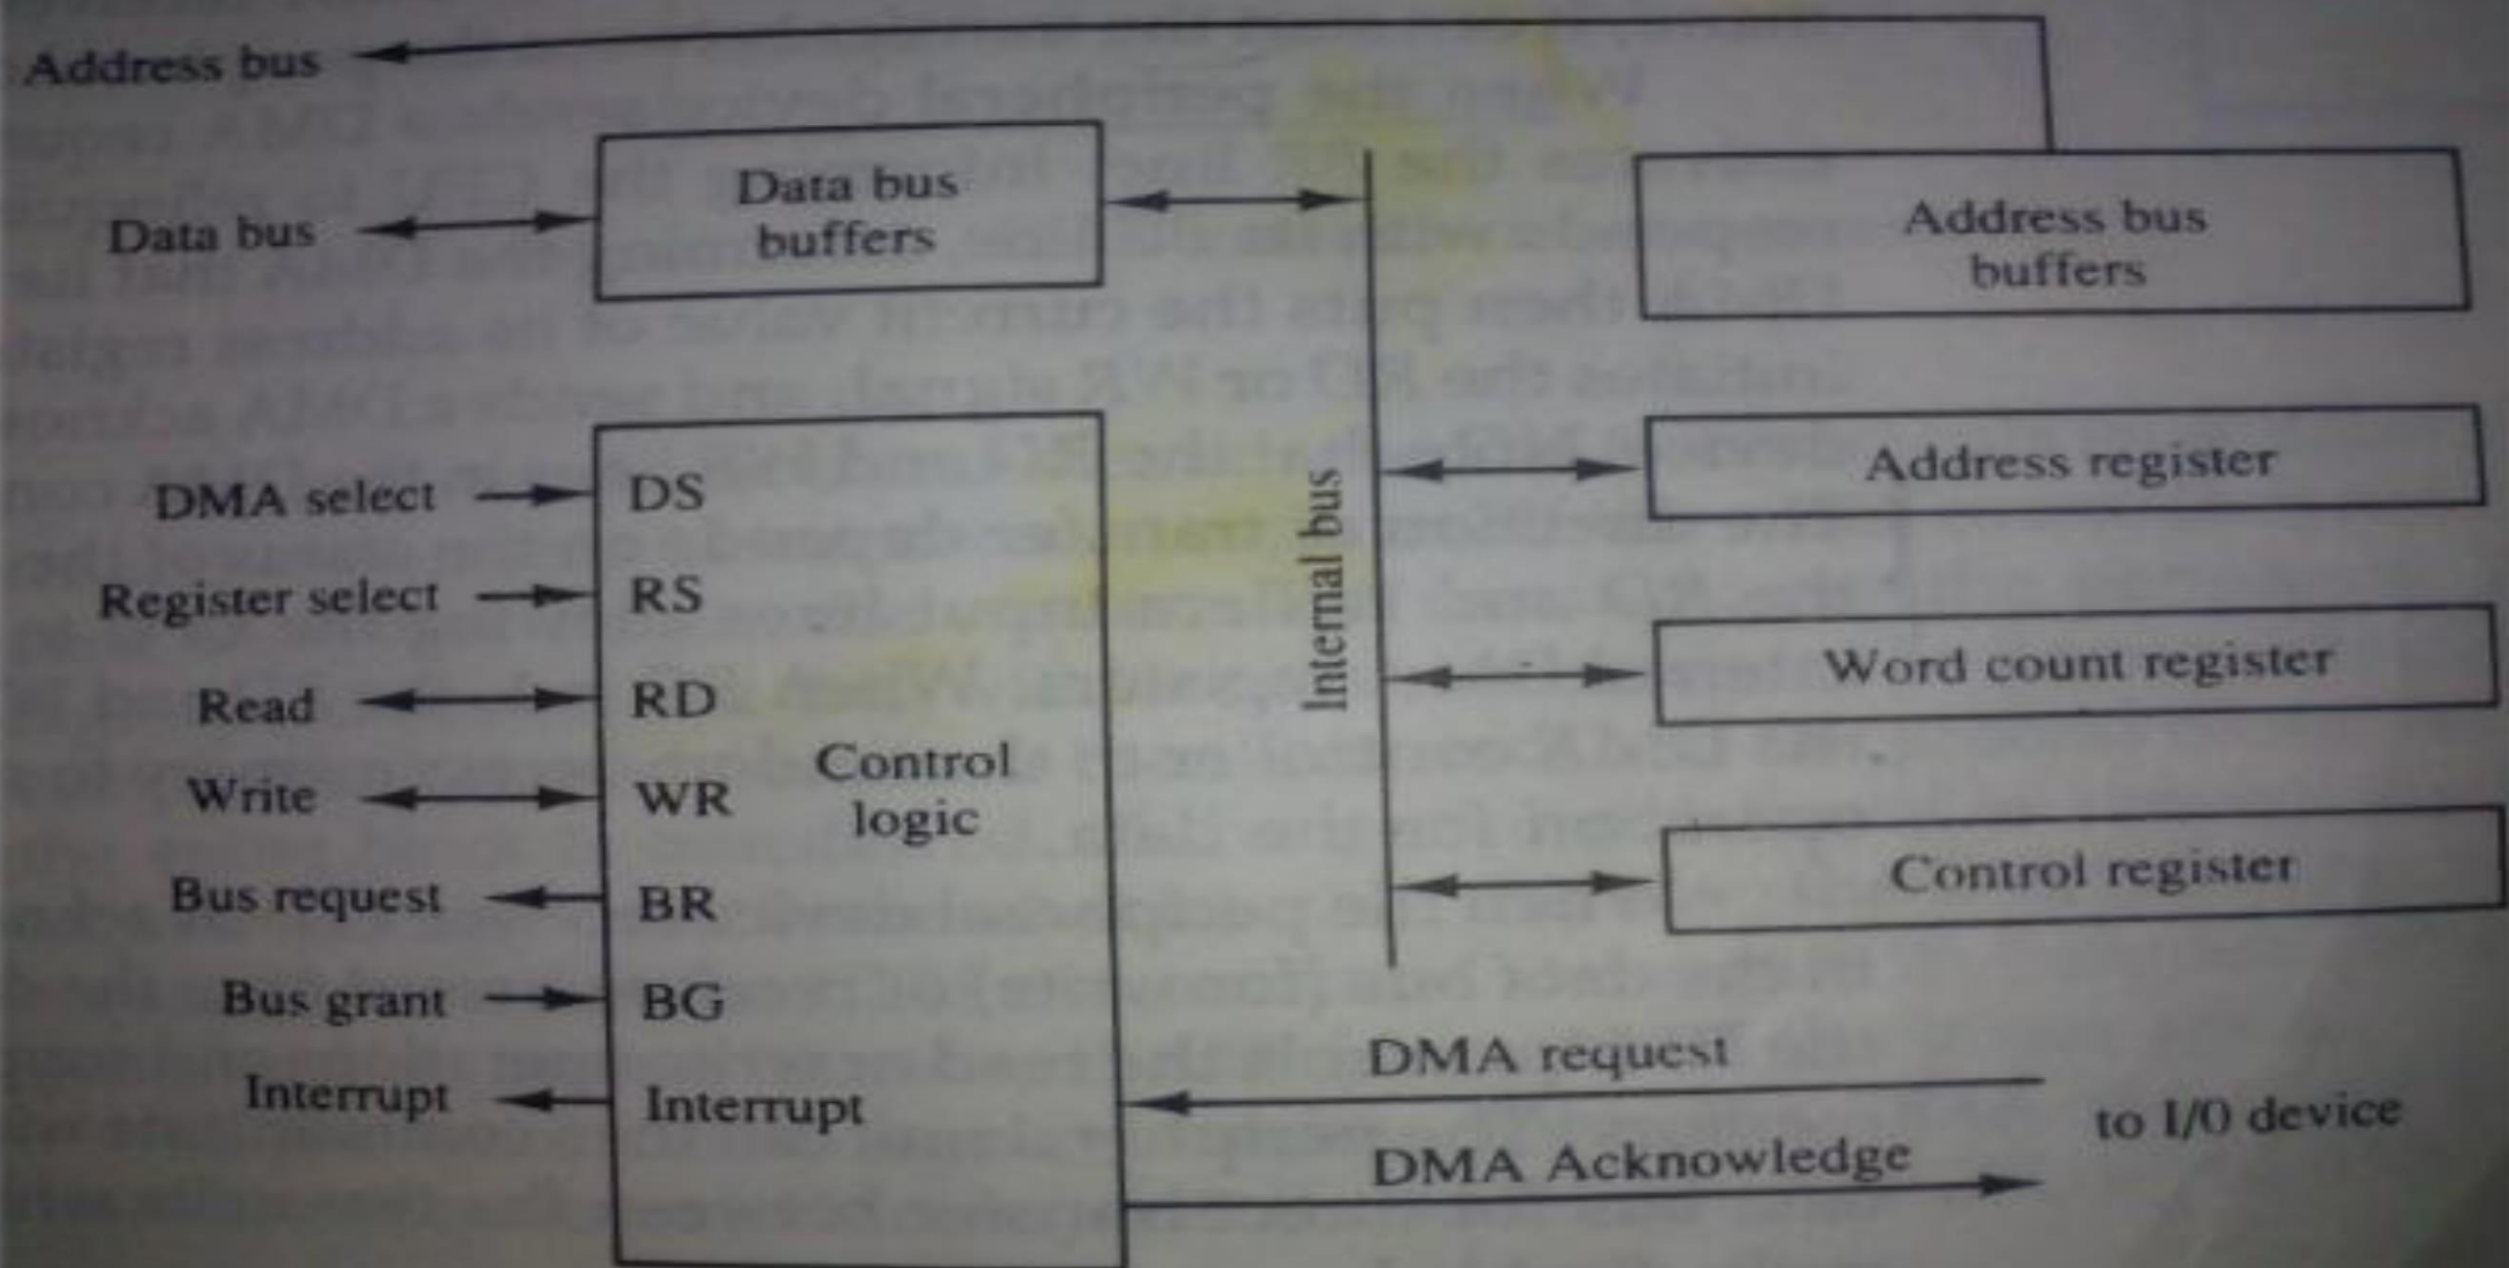 Address bus
Data bus
Data bus
buffers
Address bus
buffers
DMA select
DS
Register select
RS
Read
RD
Write
WR
Control
logic
Bus request
BR
Bus grant
BG
Interrupt
Interrupt
Internal bus
Address register
Word count register
Control register
DMA request
DMA Acknowledge
to I/O device